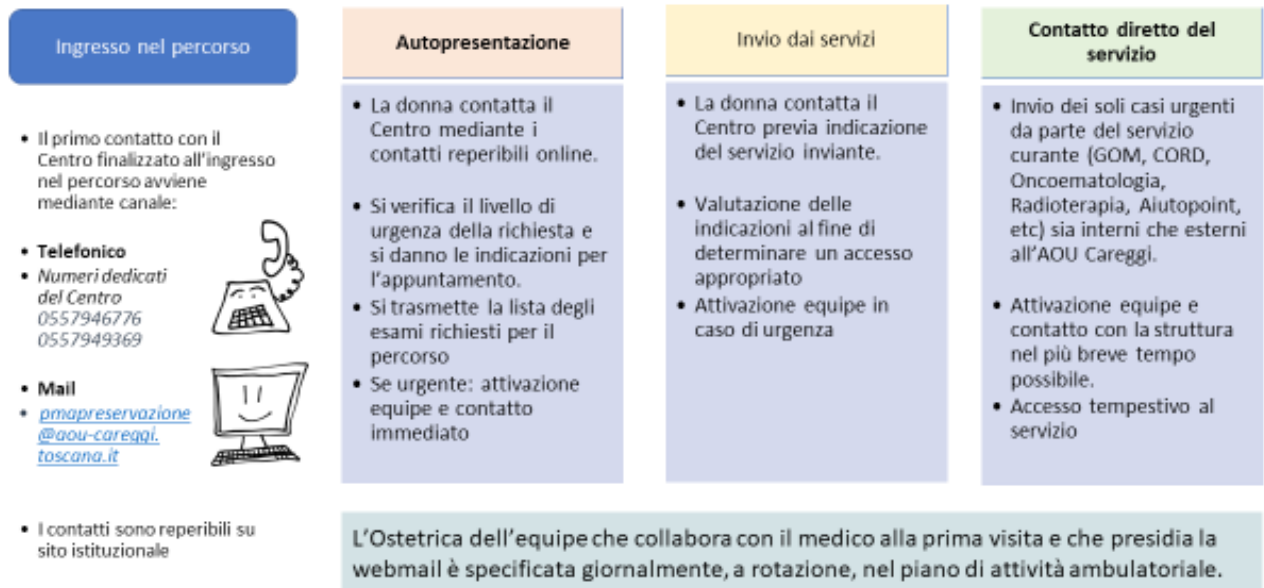 Ingresso nel percorso
• Il primo contatto con il
Centro finalizzato all'ingresso
nel percorso avviene
mediante canale:
• Telefonico
• Numeri dedicati
del Centro
0557946776
0557949369
• Mail
• pmapreservazione
@aou-careggi.
toscana.it
• I contatti sono reperibili su
sito istituzionale
Autopresentazione
• La donna contatta il
Centro mediante i
contatti reperibili online.
• Si verifica il livello di
urgenza della richiesta e
si danno le indicazioni per
l'appuntamento.
• Si trasmette la lista degli
esami richiesti per il
percorso
• Se urgente: attivazione
equipe e contatto
immediato
Invio dai servizi
• La donna contatta il
Centro previa indicazione
del servizio inviante.
• Valutazione delle
indicazioni al fine di
determinare un accesso
appropriato
• Attivazione equipe in
caso di urgenza
Contatto diretto del
servizio
• Invio dei soli casi urgenti
da parte del servizio
curante (GOM, CORD,
Oncoematologia,
Radioterapia, Aiutopoint,
etc) sia interni che esterni
all'AOU Careggi.
• Attivazione equipe e
contatto con la struttura
nel più breve tempo
possibile.
• Accesso tempestivo al
servizio
L'Ostetrica dell'equipe che collabora con il medico alla prima visita e che presidia la
webmail è specificata giornalmente, a rotazione, nel piano di attività ambulatoriale.